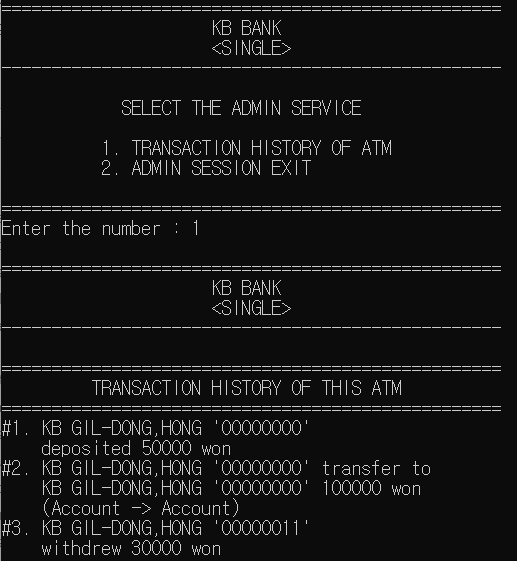 ==================================================
KB BANK
<SINGLE>
--------------------------------------------------
SELECT THE ADMIN SERVICE
1. TRANSACTION HISTORY OF ATM
2. ADMIN SESSION EXIT
==================================================
Enter the number : 1
==================================================
KB BANK
<SINGLE>
--------------------------------------------------
==================================================
TRANSACTION HISTORY OF THIS ATM
==================================================
#1. KB GIL-DONG,HONG '00000000'
deposited 50000 won
#2. KB GIL-DONG,HONG '00000000' transfer to
KB GIL-DONG,HONG '00000000' 100000 won
(Account -> Account)
#3. KB GIL-DONG,HONG '00000011'
withdrew 30000 won